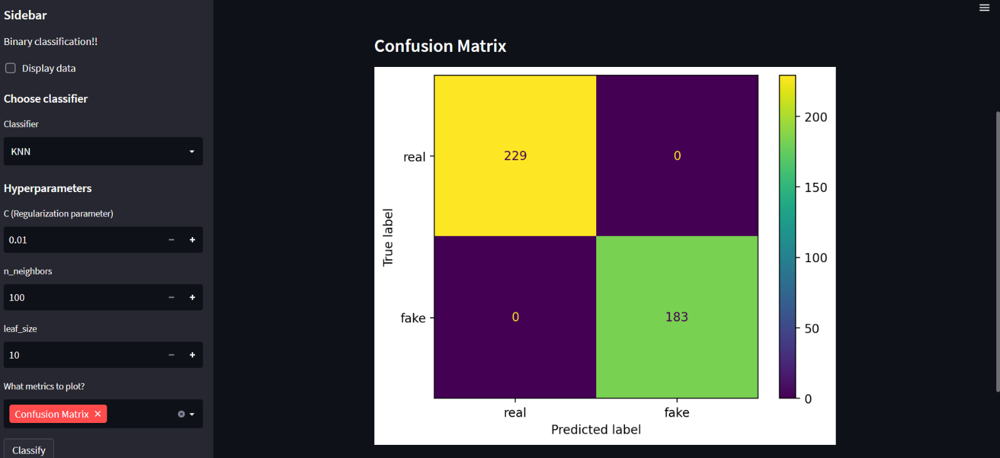 Sidebar
Binary classification!!
Display data
Choose classifier
Classifier
KNN
Hyperparameters
C (Regularization parameter)
0.01
n_neighbors
100
leaf_size
10
What metrics to plot?
Confusion Matrix
Classify
Confusion Matrix
True label
real
229
0
fake
0
183
real
fake
Predicted label
200
150
100
50
0